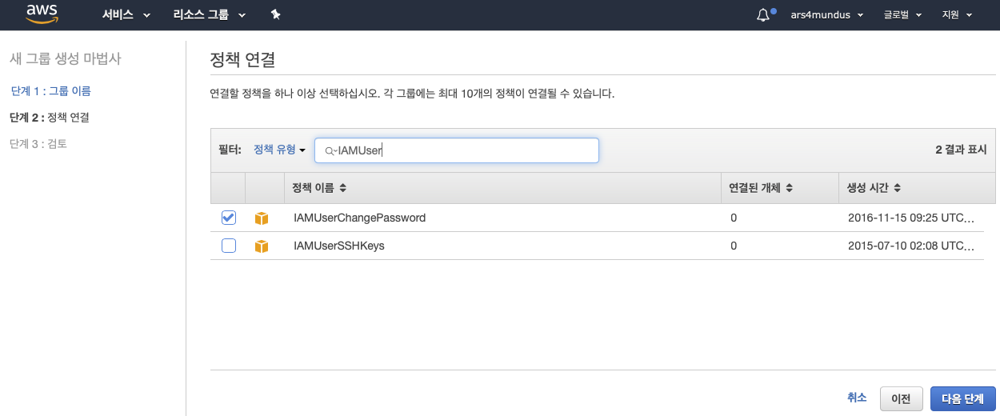 aws 서비스 리소스 그룹 ars4mundus 글로벌 지원
새 그룹 생성 마법사
단계 1 : 그룹 이름
단계 2 : 정책 연결
단계 3 : 검토
정책 연결
연결할 정책을 하나 이상 선택하십시오. 각 그룹에는 최대 10개의 정책이 연결될 수 있습니다.
필터: 정책 유형 IAMUser 2 결과 표시
정책 이름 연결된 개체 생성 시간
IAMUserChangePassword 0 2016-11-15 09:25 UTC...
IAMUserSSHKeys 0 2015-07-10 02:08 UTC...
취소 이전 다음 단계